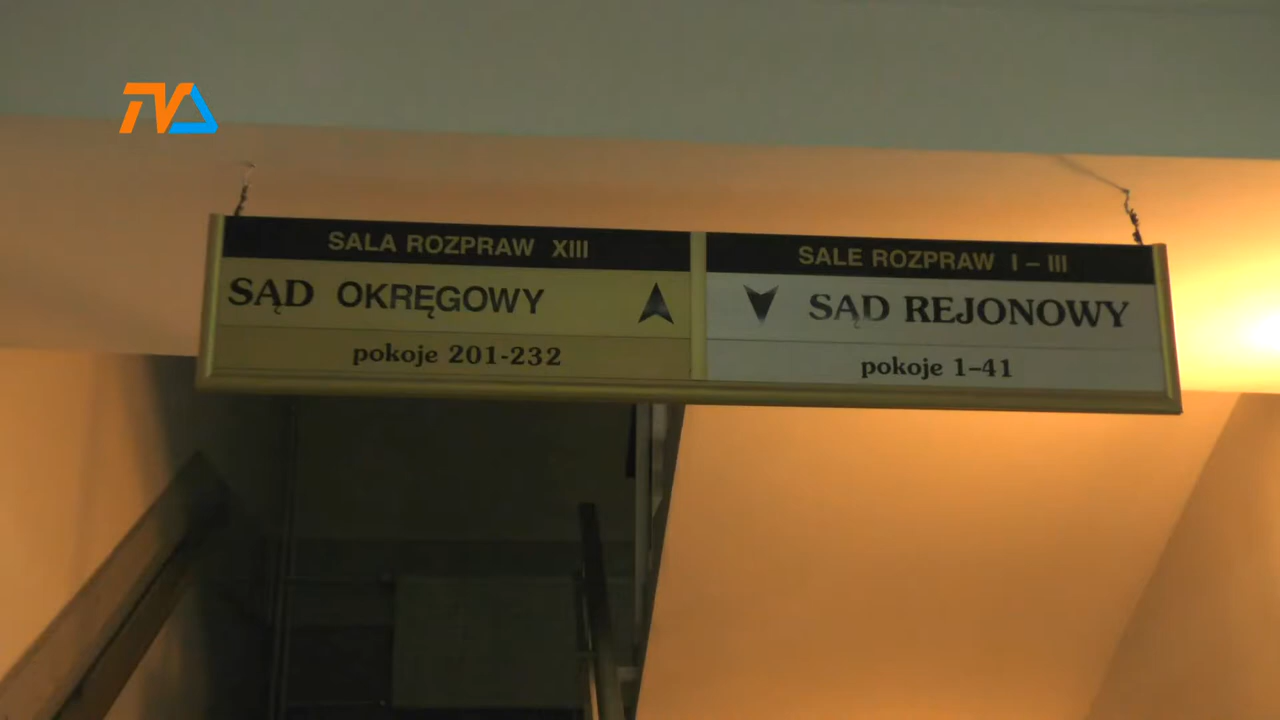 TVA
SALA ROZPRAW XIII
SĄD OKRĘGOWY
pokoje 201-232
SALE ROZPRAW I – III
SĄD REJONOWY
pokoje 1–41